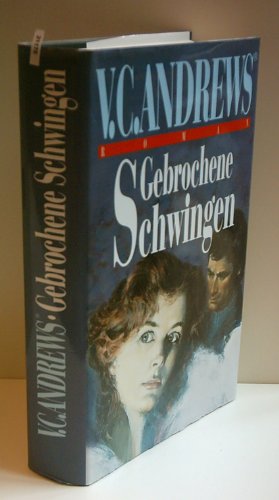 V.C.ANDREWS®
ROMAN
Gebrochene
Schwingen
V.C.ANDREWS® • Gebrochene Schwingen